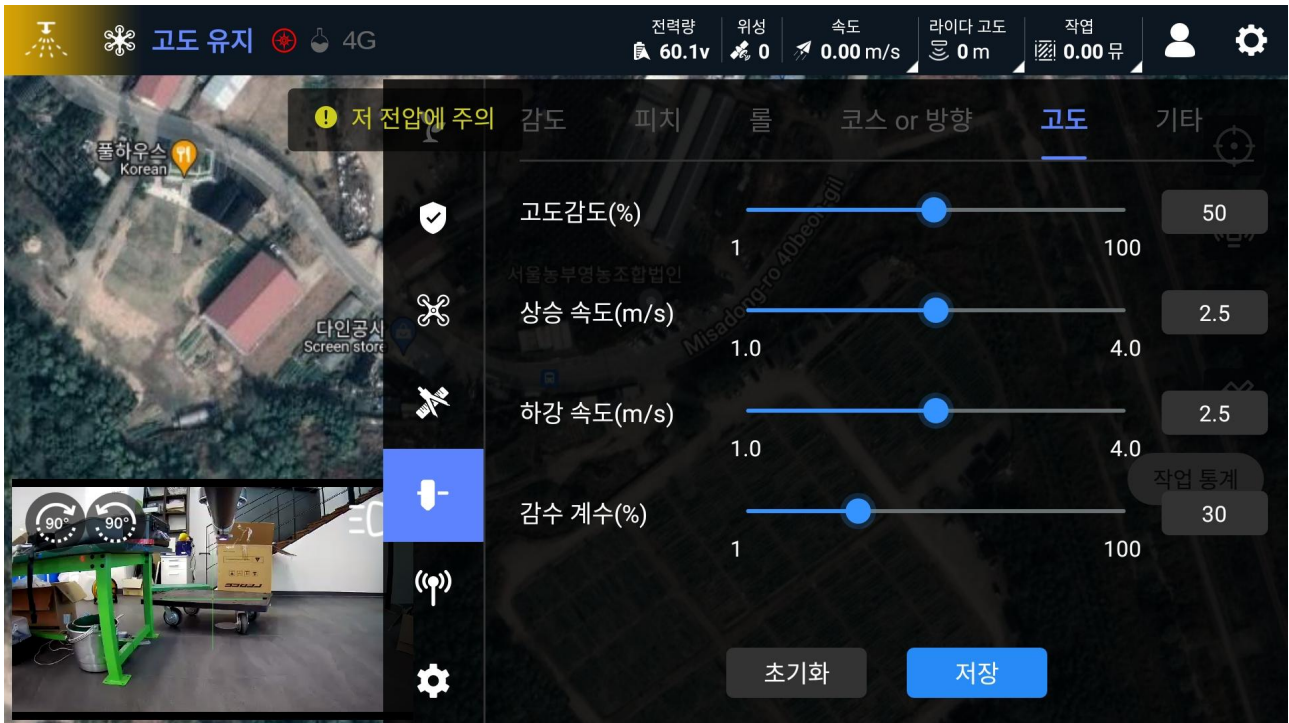 고도 유지 4G
전력량 위성 속도 라이다 고도 작업
60.1v 0 0.00 m/s 0 m 0.00 무
저 전압에 주의
감도 피치 롤 코스 or 방향 고도 기타
풀하우스
Korean
고도감도(%) 50
1 100
서울농부영농조합법인
Misadong-ro 40beon-gil
다인공사
Screen store
상승 속도(m/s) 2.5
1.0 4.0
하강 속도(m/s) 2.5
1.0 4.0
작업 통계
감수 계수(%) 30
1 100
90° 90°
초기화 저장